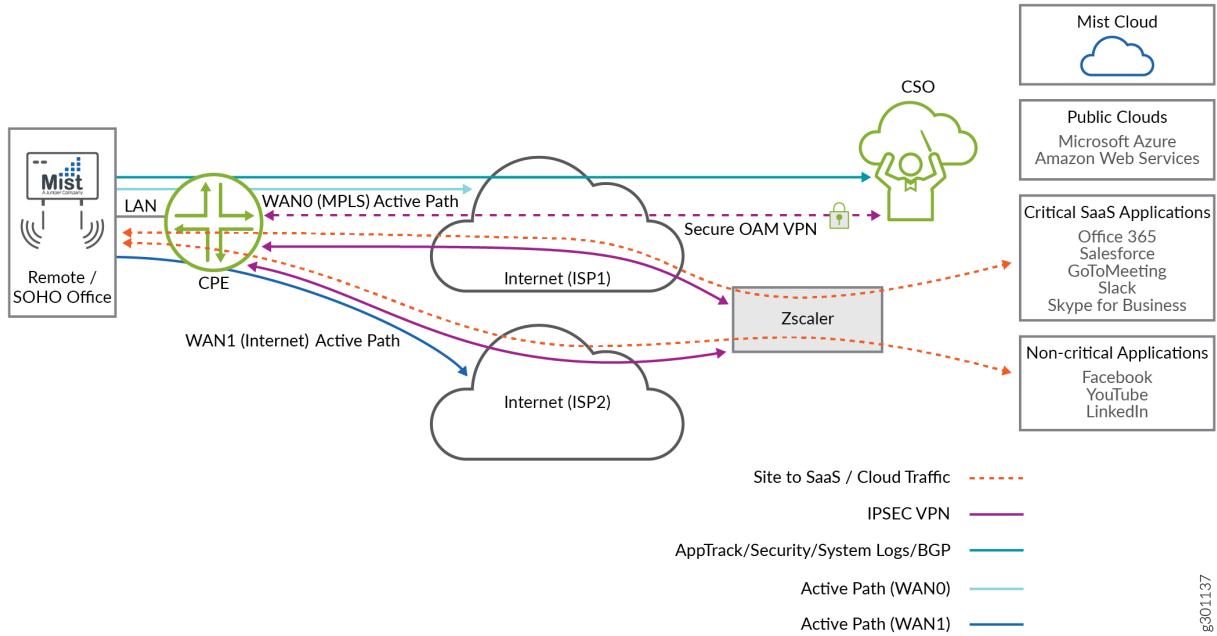 Mist Cloud
CSO
Public Clouds
Microsoft Azure
Amazon Web Services
Mist
A Juniper Company
LAN
WAN0 (MPLS) Active Path
Secure OAM VPN
Critical SaaS Applications
Office 365
Salesforce
GoToMeeting
Slack
Skype for Business
Remote /
SOHO Office
CPE
Internet (ISP1)
Zscaler
WAN1 (Internet) Active Path
Internet (ISP2)
Non-critical Applications
Facebook
YouTube
LinkedIn
Site to SaaS / Cloud Traffic
IPSEC VPN
AppTrack/Security/System Logs/BGP
Active Path (WAN0)
Active Path (WAN1)
g301137